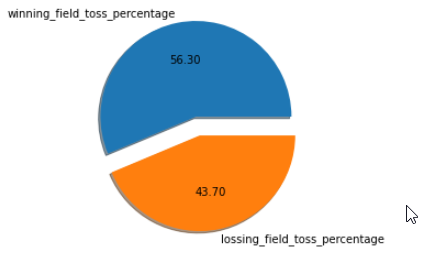 winning_field_toss_percentage
56.30
43.70
lossing_field_toss_percentage